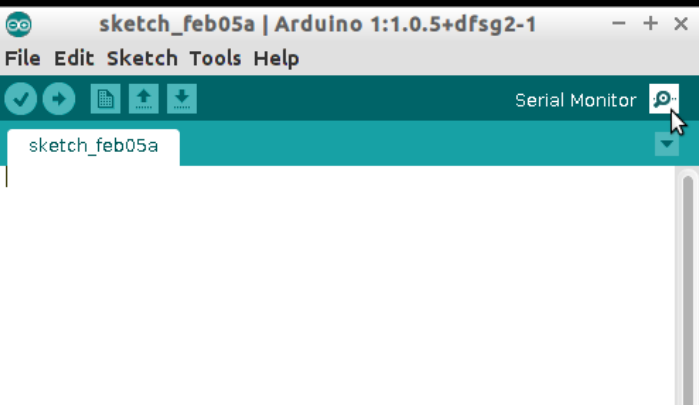 sketch_feb05a | Arduino 1:1.0.5+dfsg2-1
File Edit Sketch Tools Help
Serial Monitor
sketch_feb05a